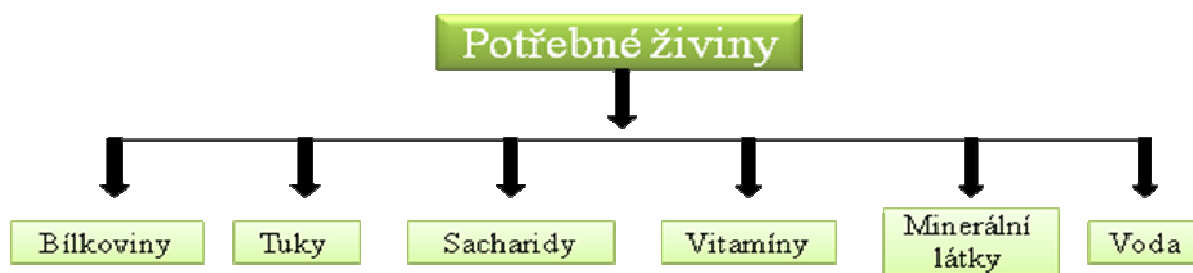 Potřebné živiny
Bílkoviny
Tuky
Sacharidy
Vitamíny
Minerální
látky
Voda